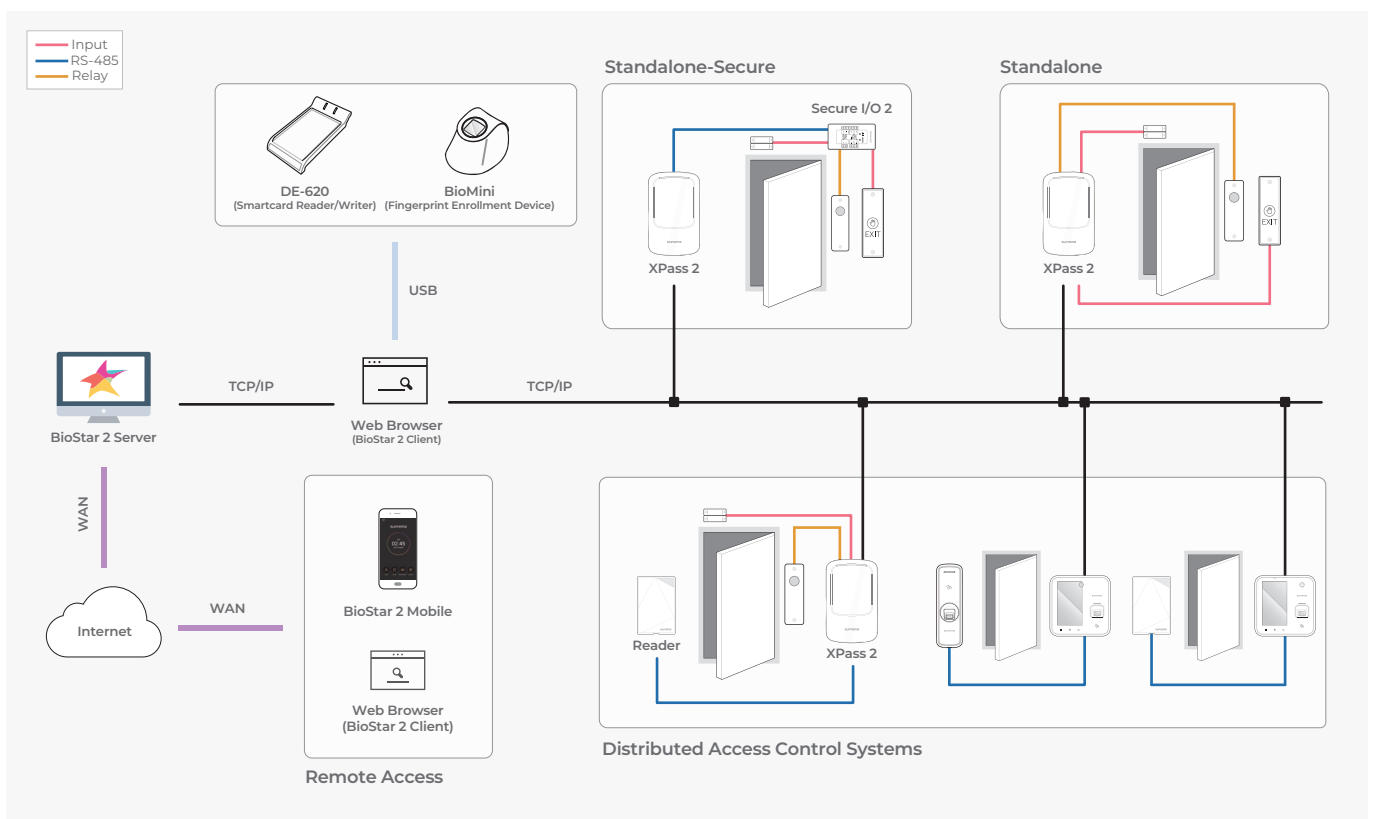 Input
RS-485
Relay
Standalone-Secure
Standalone
Secure I/O 2
DE-620
(Smartcard Reader/Writer)
BioMini
(Fingerprint Enrollment Device)
EXIT
XPass 2
EXIT
XPass 2
USB
TCP/IP
TCP/IP
BioStar 2 Server
Web Browser
(BioStar 2 Client)
WAN
WAN
Internet
BioStar 2 Mobile
Web Browser
(BioStar 2 Client)
Remote Access
Reader
XPass 2
Distributed Access Control Systems